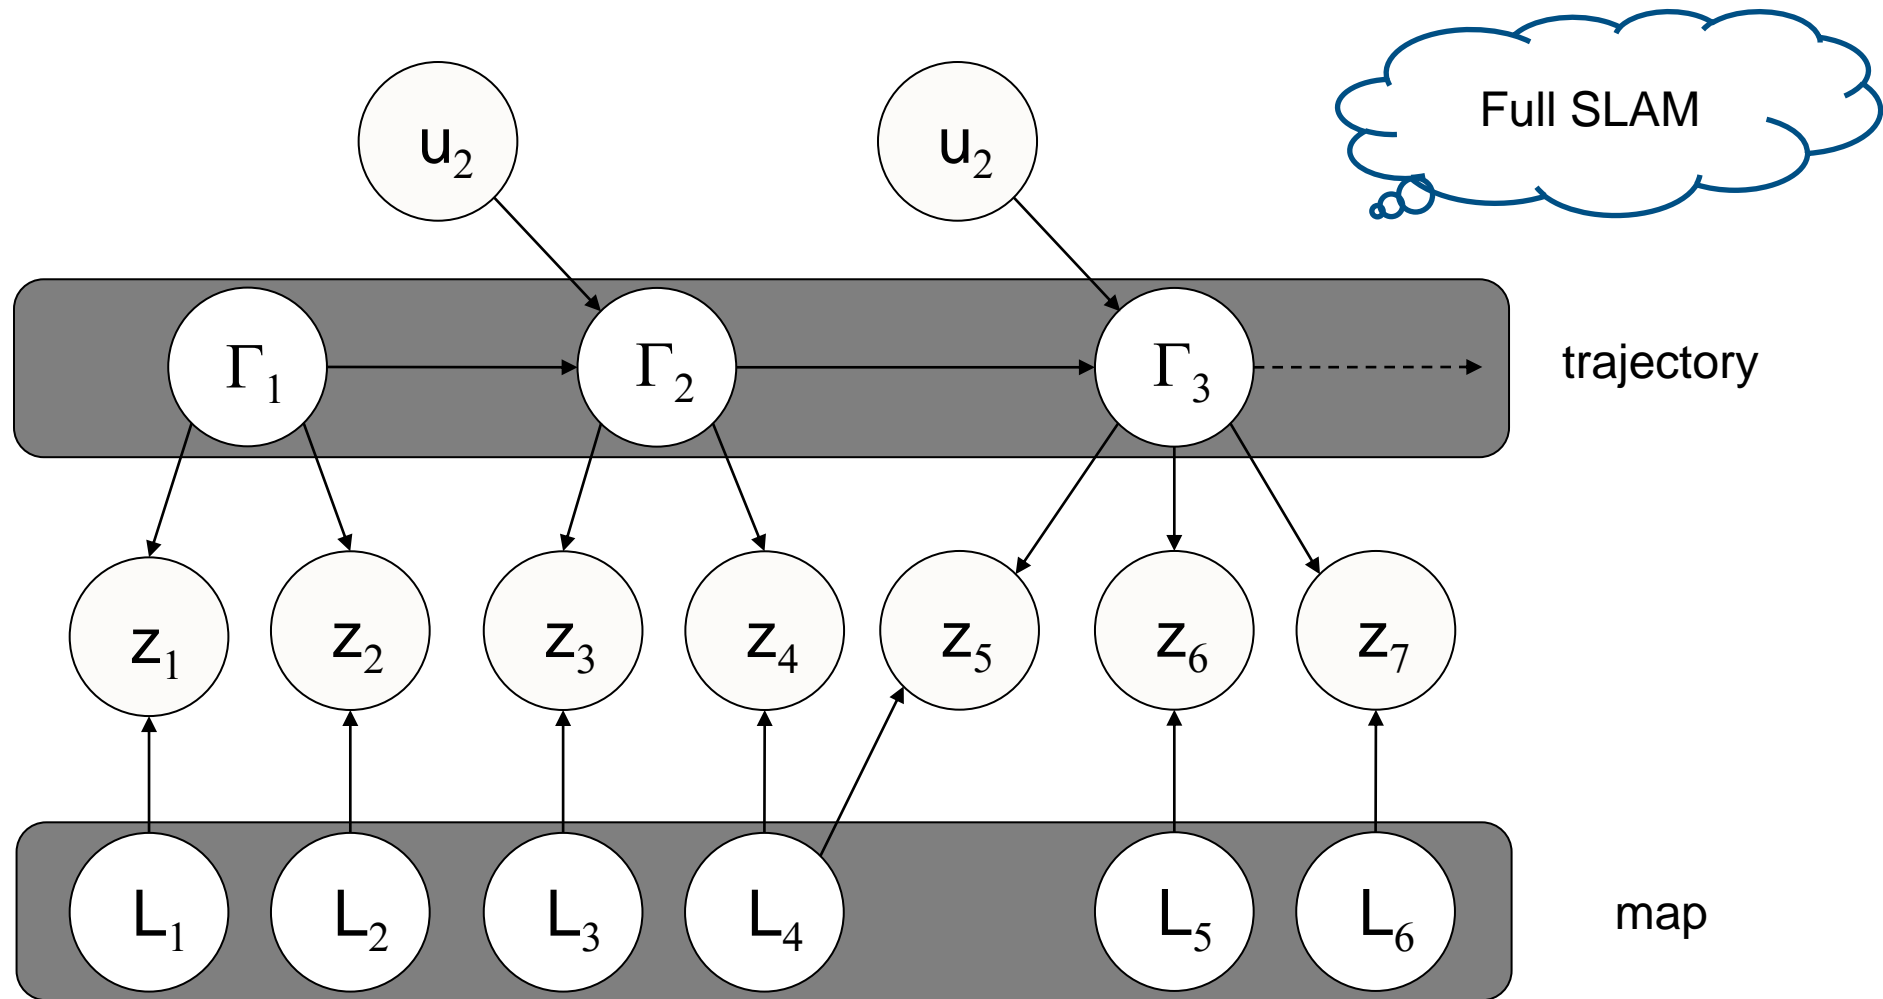 Full SLAM
u2 u2
Γ1 Γ2 Γ3
trajectory
z1 z2 z3 z4 z5 z6 z7
L1 L2 L3 L4 L5 L6
map